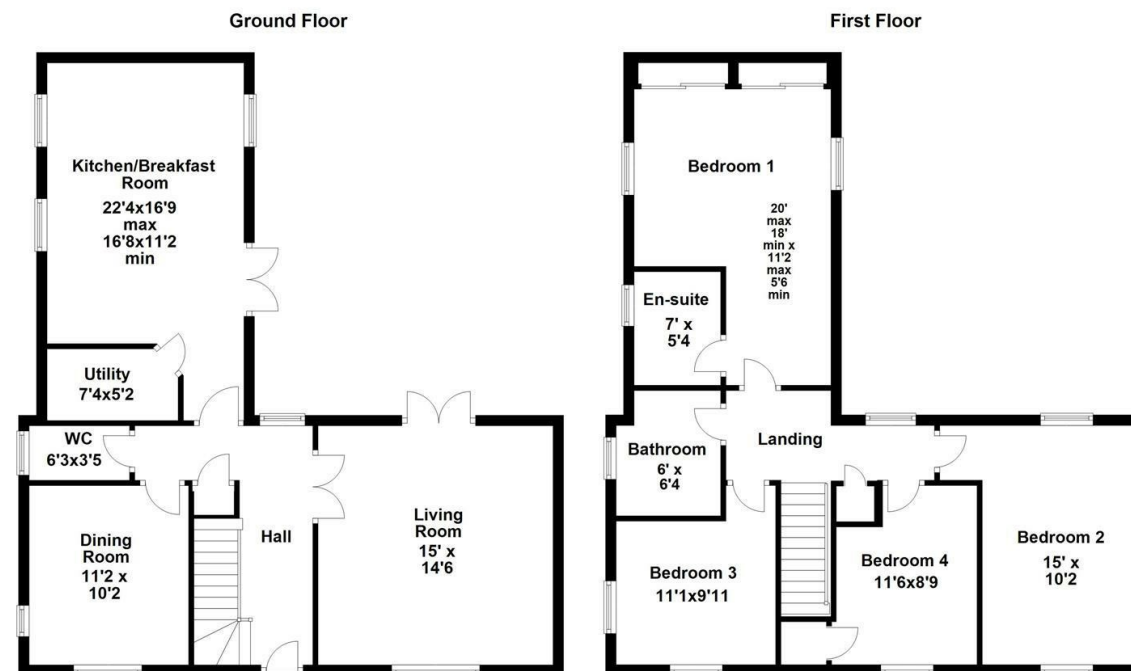 Ground Floor
Kitchen/Breakfast
Room
22'4x16'9
max
16'8x11'2
min
Utility
7'4x5'2
WC
6'3x3'5
Dining
Room
11'2 x
10'2
Hall
Living
Room
15' x
14'6
First Floor
Bedroom 1
20'
max
18'
min x
11'2
max
5'6
min
En-suite
7' x
5'4
Bathroom
6' x
6'4
Landing
Bedroom 3
11'1x9'11
Bedroom 4
11'6x8'9
Bedroom 2
15' x
10'2